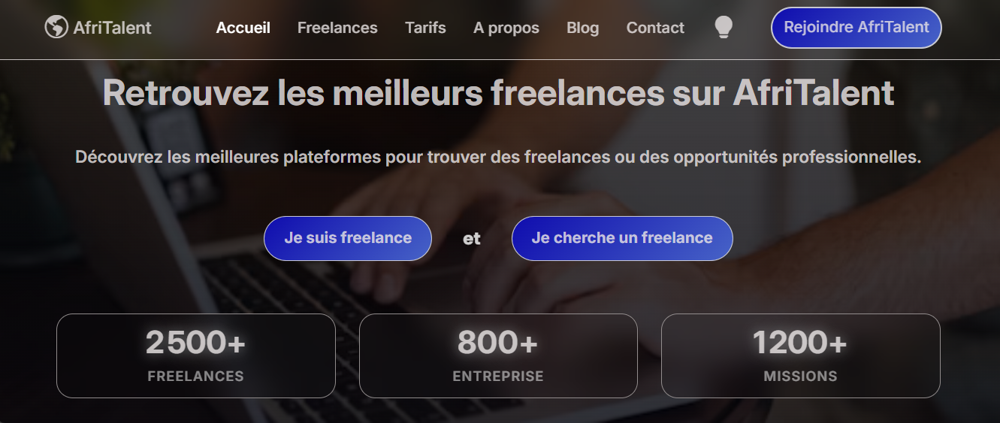 AfriTalent Accueil Freelances Tarifs A propos Blog Contact Rejoindre AfriTalent
Retrouvez les meilleurs freelances sur AfriTalent
Découvrez les meilleures plateformes pour trouver des freelances ou des opportunités professionnelles.
Je suis freelance et Je cherche un freelance
2500+ 800+ 1200+
FREELANCES ENTREPRISE MISSIONS